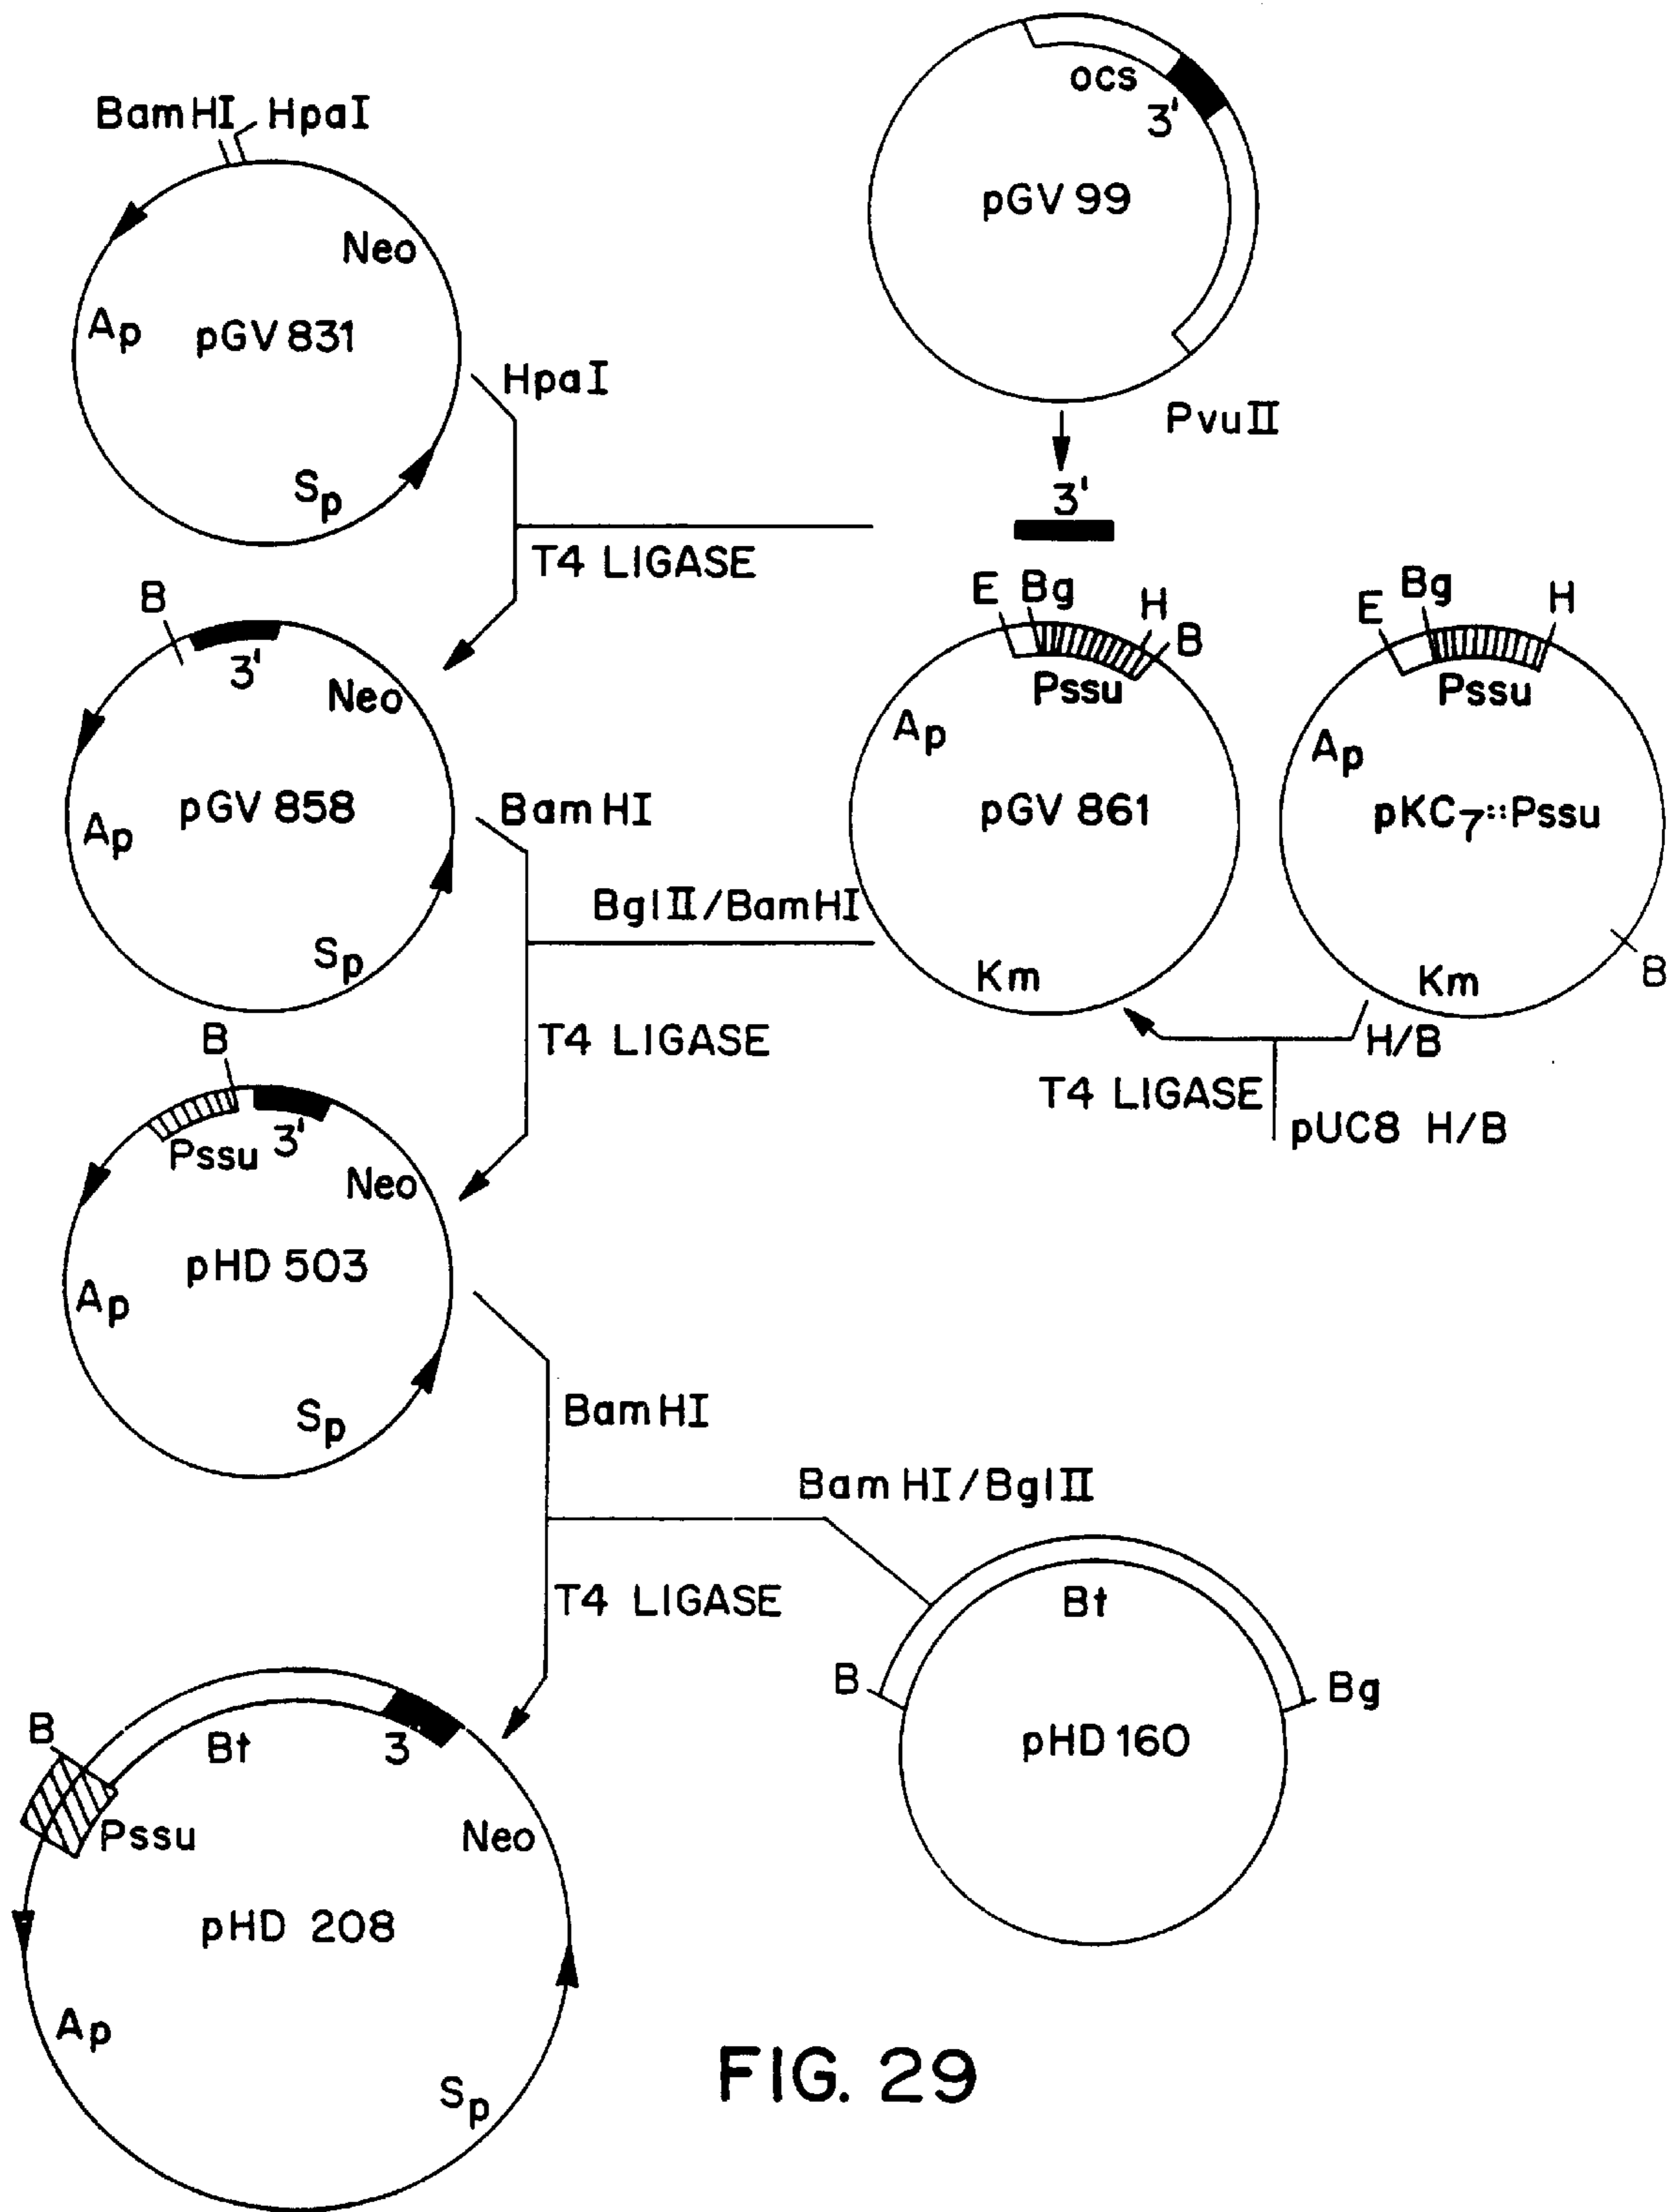 BamHI HpaI
Neo
Ap
pGV 831
Sp
HpaI
ocs
3'
pGV 99
PvuII
3'
T4 LIGASE
B
3'
Neo
Ap
pGV 858
Sp
BamHI
BglII/BamHI
T4 LIGASE
E Bg H
B
Pssu
Ap
pGV 861
Km
E Bg H
Pssu
Ap
pKC7::Pssu
Km
B
H/B
T4 LIGASE
pUC8 H/B
B
Pssu 3'
Neo
pHD 503
Ap
Sp
BamHI
BamHI/BglII
T4 LIGASE
Bt
B
Bg
pHD 160
B
Bt
3
Pssu
Neo
pHD 208
Ap
Sp
FIG. 29